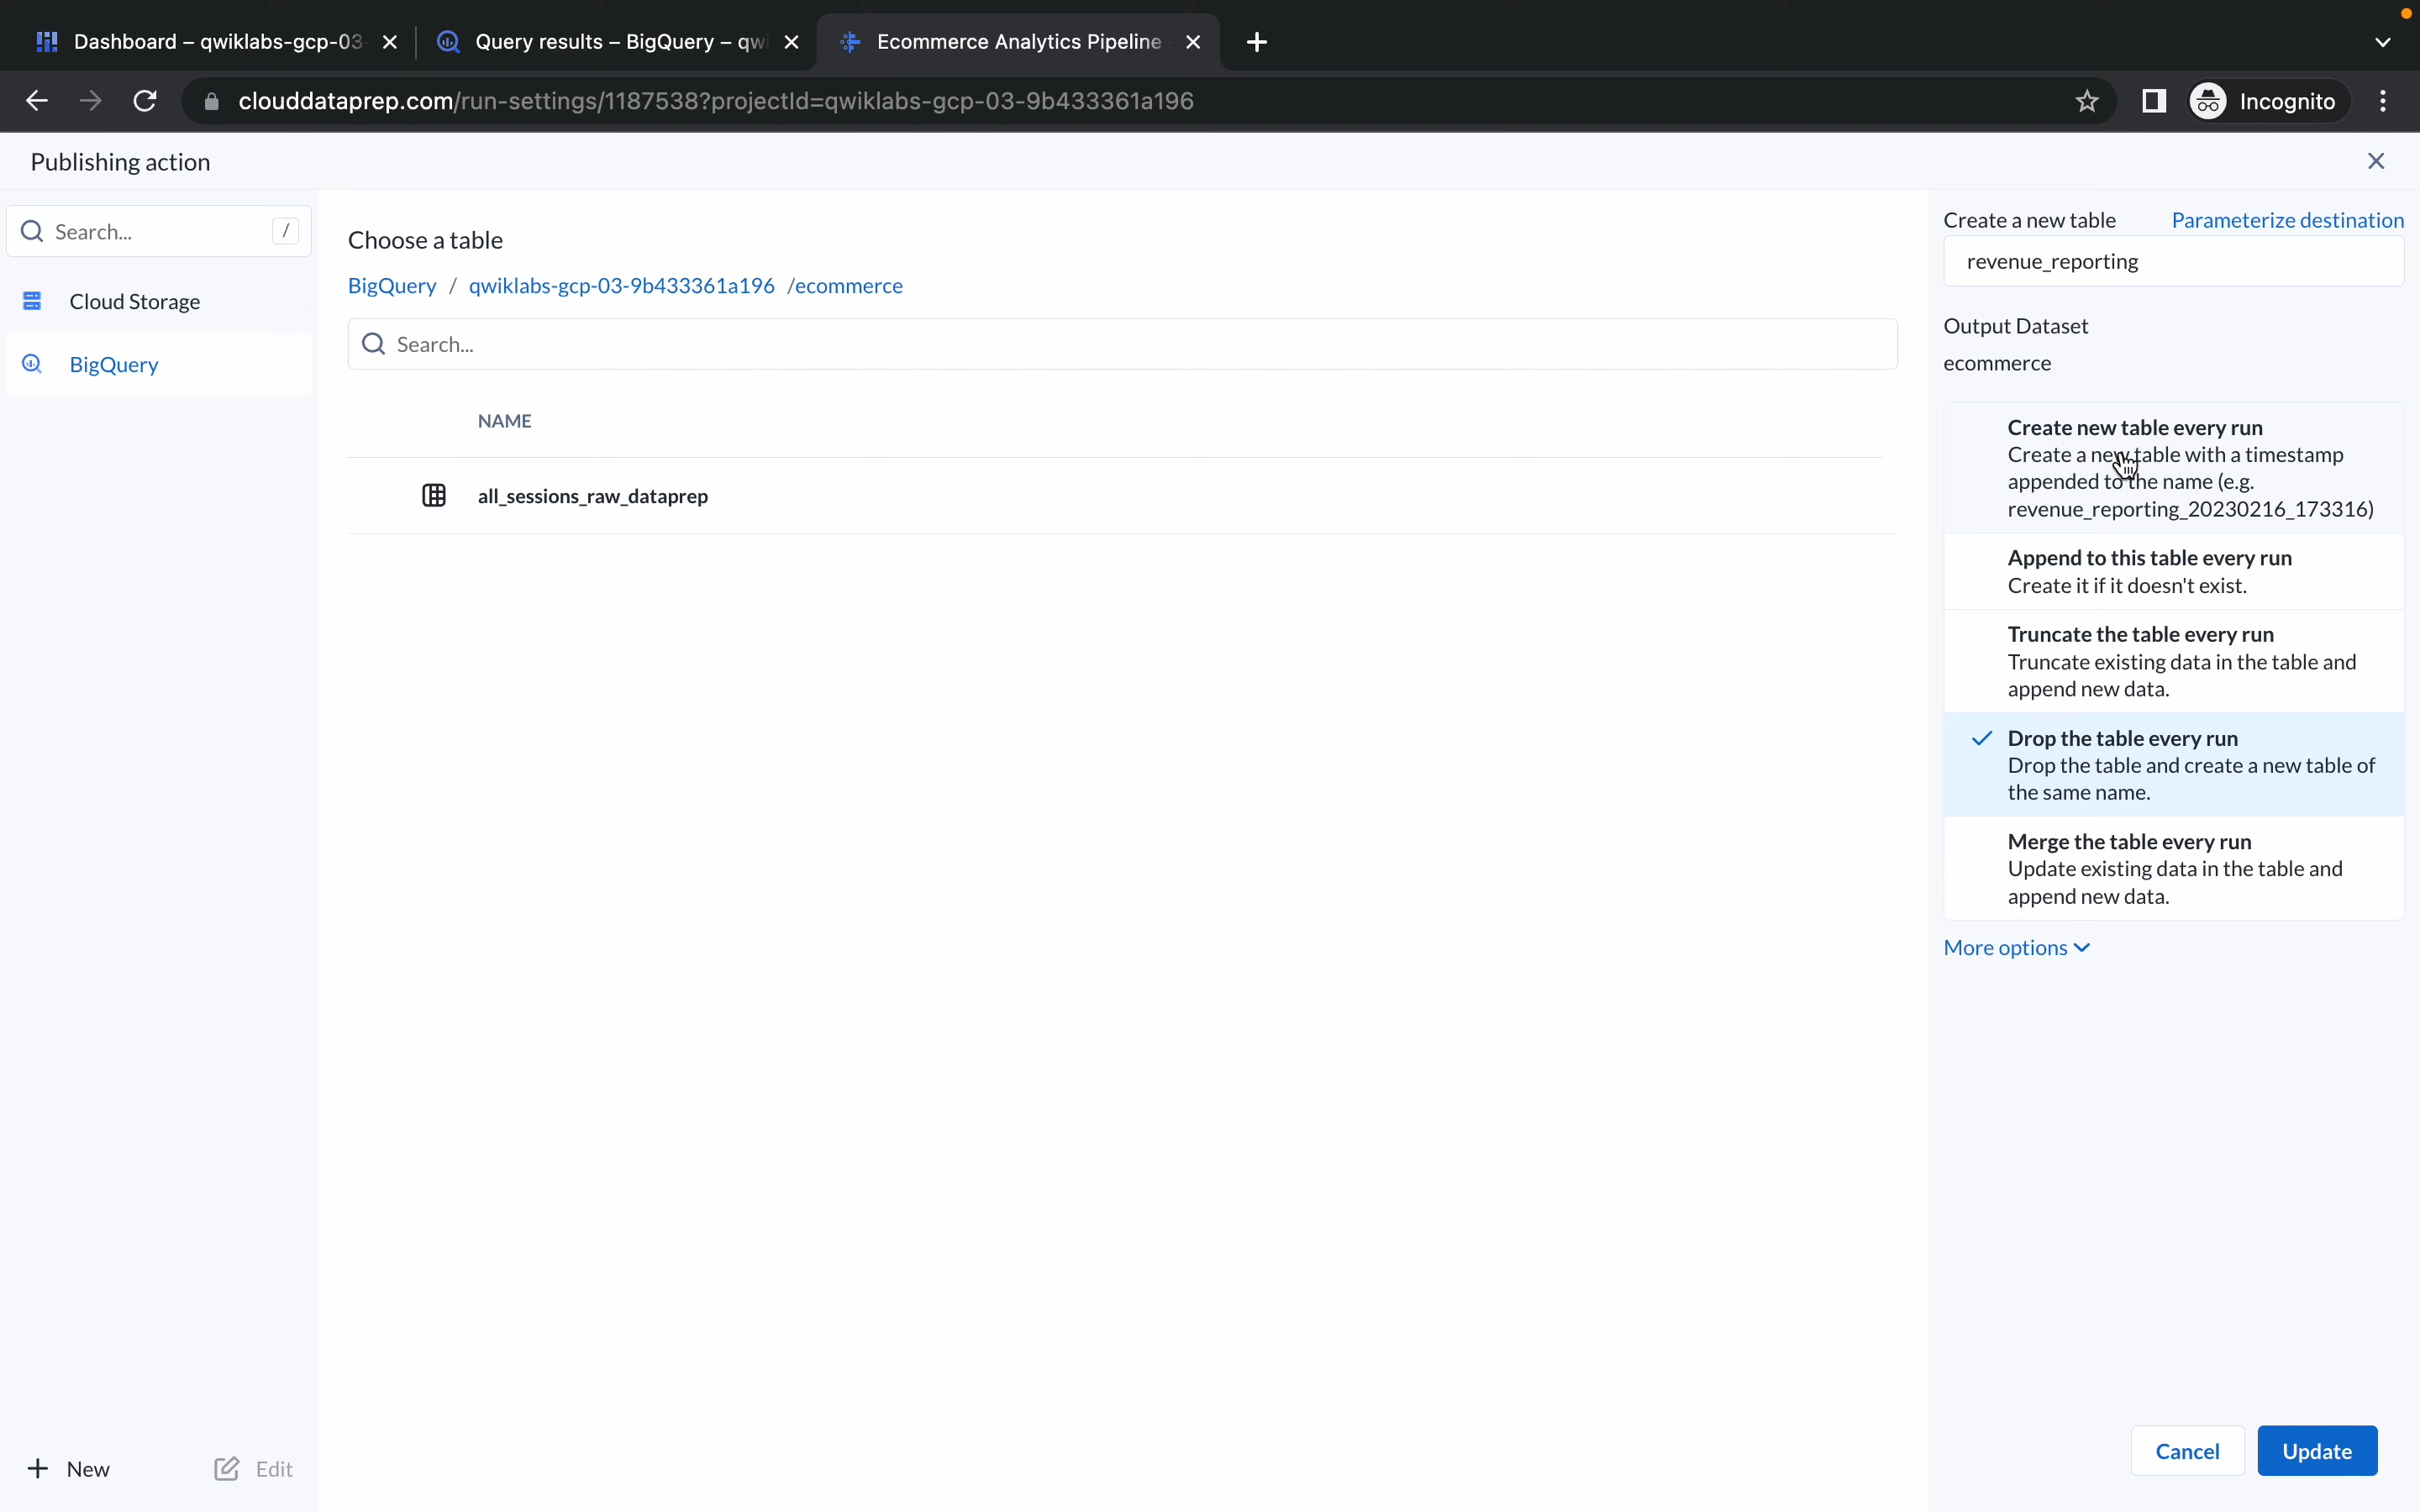 Dashboard – qwiklabs-gcp-03-
Query results – BigQuery – qwi
Ecommerce Analytics Pipeline
clouddataprep.com/run-settings/1187538?projectId=qwiklabs-gcp-03-9b433361a196
Incognito
Publishing action
Search...
/
Cloud Storage
BigQuery
New
Edit
Choose a table
BigQuery / qwiklabs-gcp-03-9b433361a196 /ecommerce
Search...
NAME
all_sessions_raw_dataprep
Create a new table
Parameterize destination
revenue_reporting
Output Dataset
ecommerce
Create new table every run
Create a new table with a timestamp
appended to the name (e.g.
revenue_reporting_20230216_173316)
Append to this table every run
Create it if it doesn't exist.
Truncate the table every run
Truncate existing data in the table and
append new data.
Drop the table every run
Drop the table and create a new table of
the same name.
Merge the table every run
Update existing data in the table and
append new data.
More options
Cancel
Update